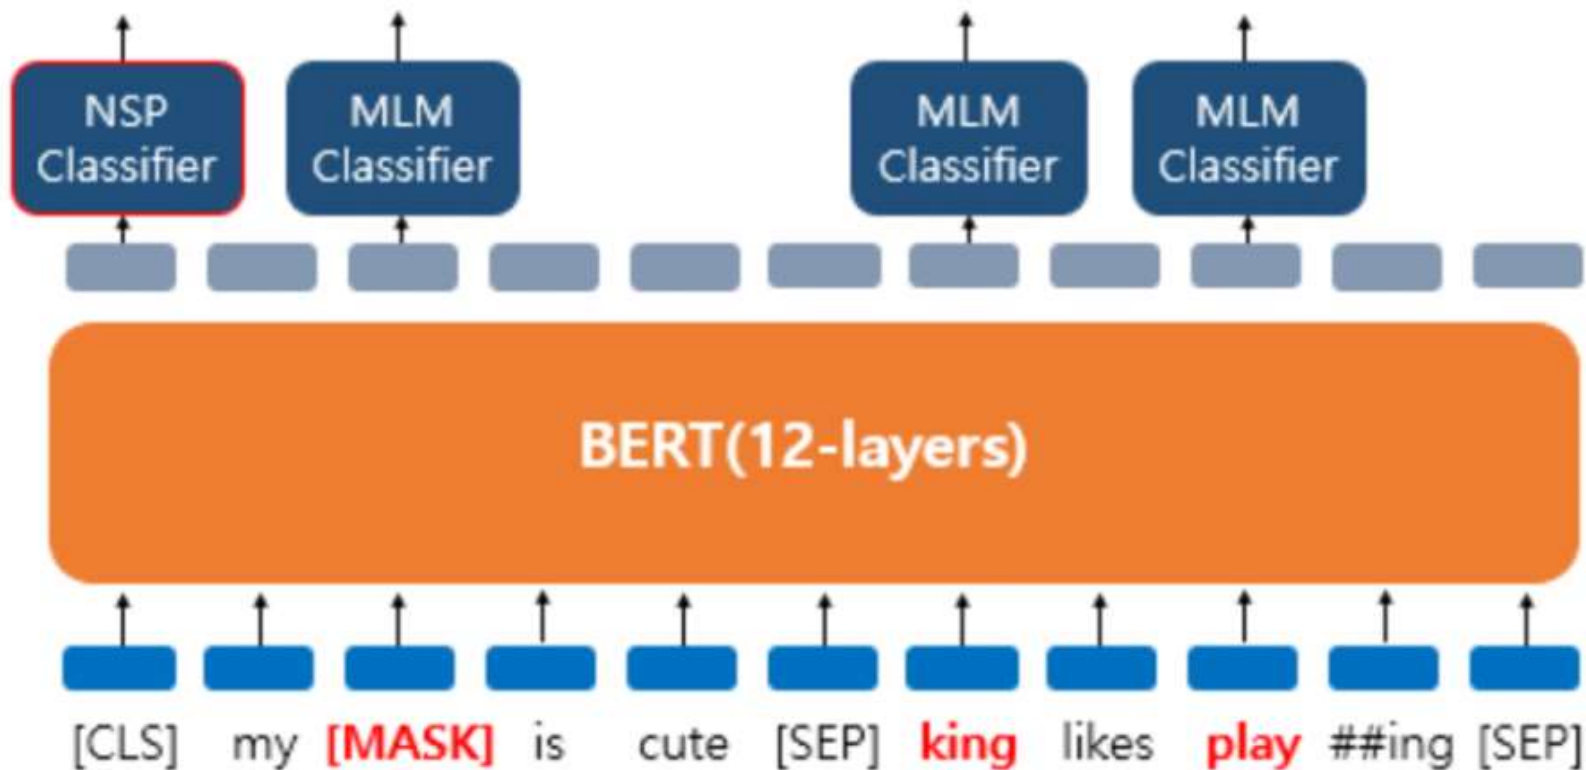 NSP
Classifier
MLM
Classifier
MLM
Classifier
MLM
Classifier
BERT(12-layers)
[CLS] my [MASK] is cute [SEP] king likes play ##ing [SEP]